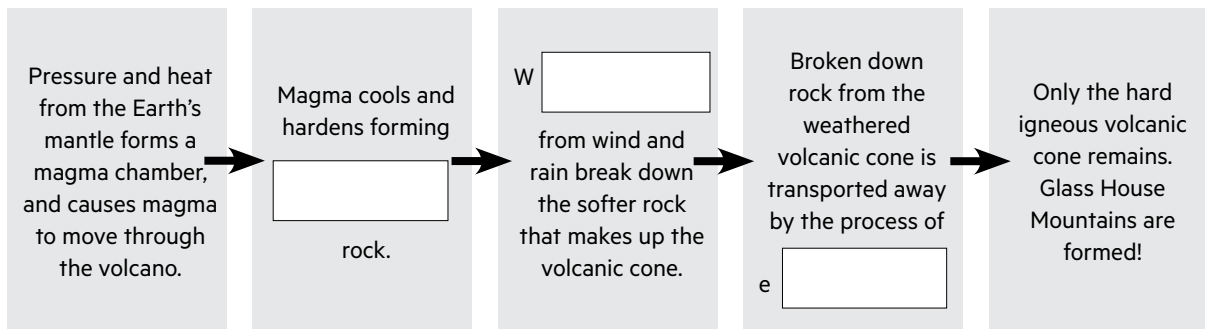 Pressure and heat
from the Earth's
mantle forms a
magma chamber,
and causes magma
to move through
the volcano.
Magma cools and
hardens forming
rock.
W
from wind and
rain break down
the softer rock
that makes up the
volcanic cone.
Broken down
rock from the
weathered
volcanic cone is
transported away
by the process of
e
Only the hard
igneous volcanic
cone remains.
Glass House
Mountains are
formed!